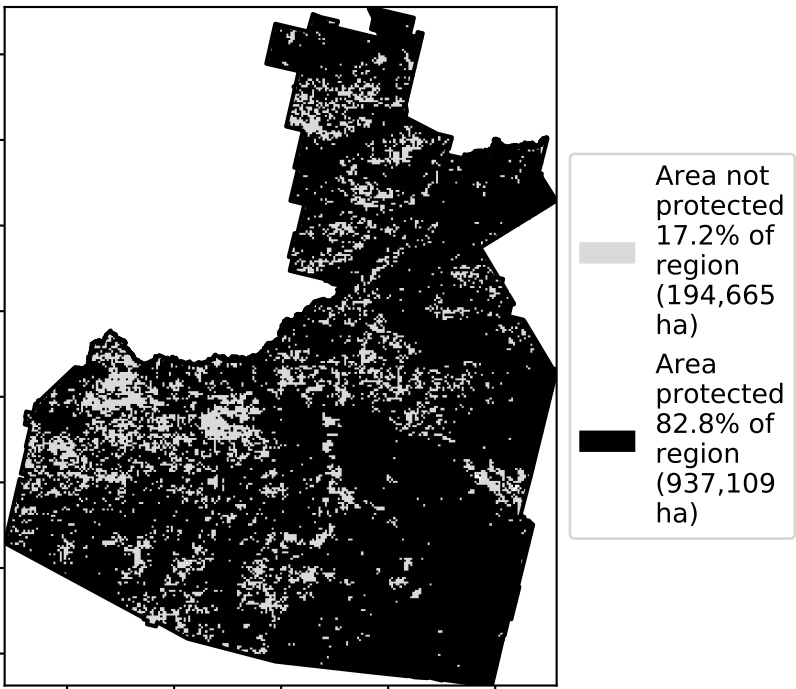 Area not
protected
17.2% of
region
(194,665
ha)
Area
protected
82.8% of
region
(937,109
ha)